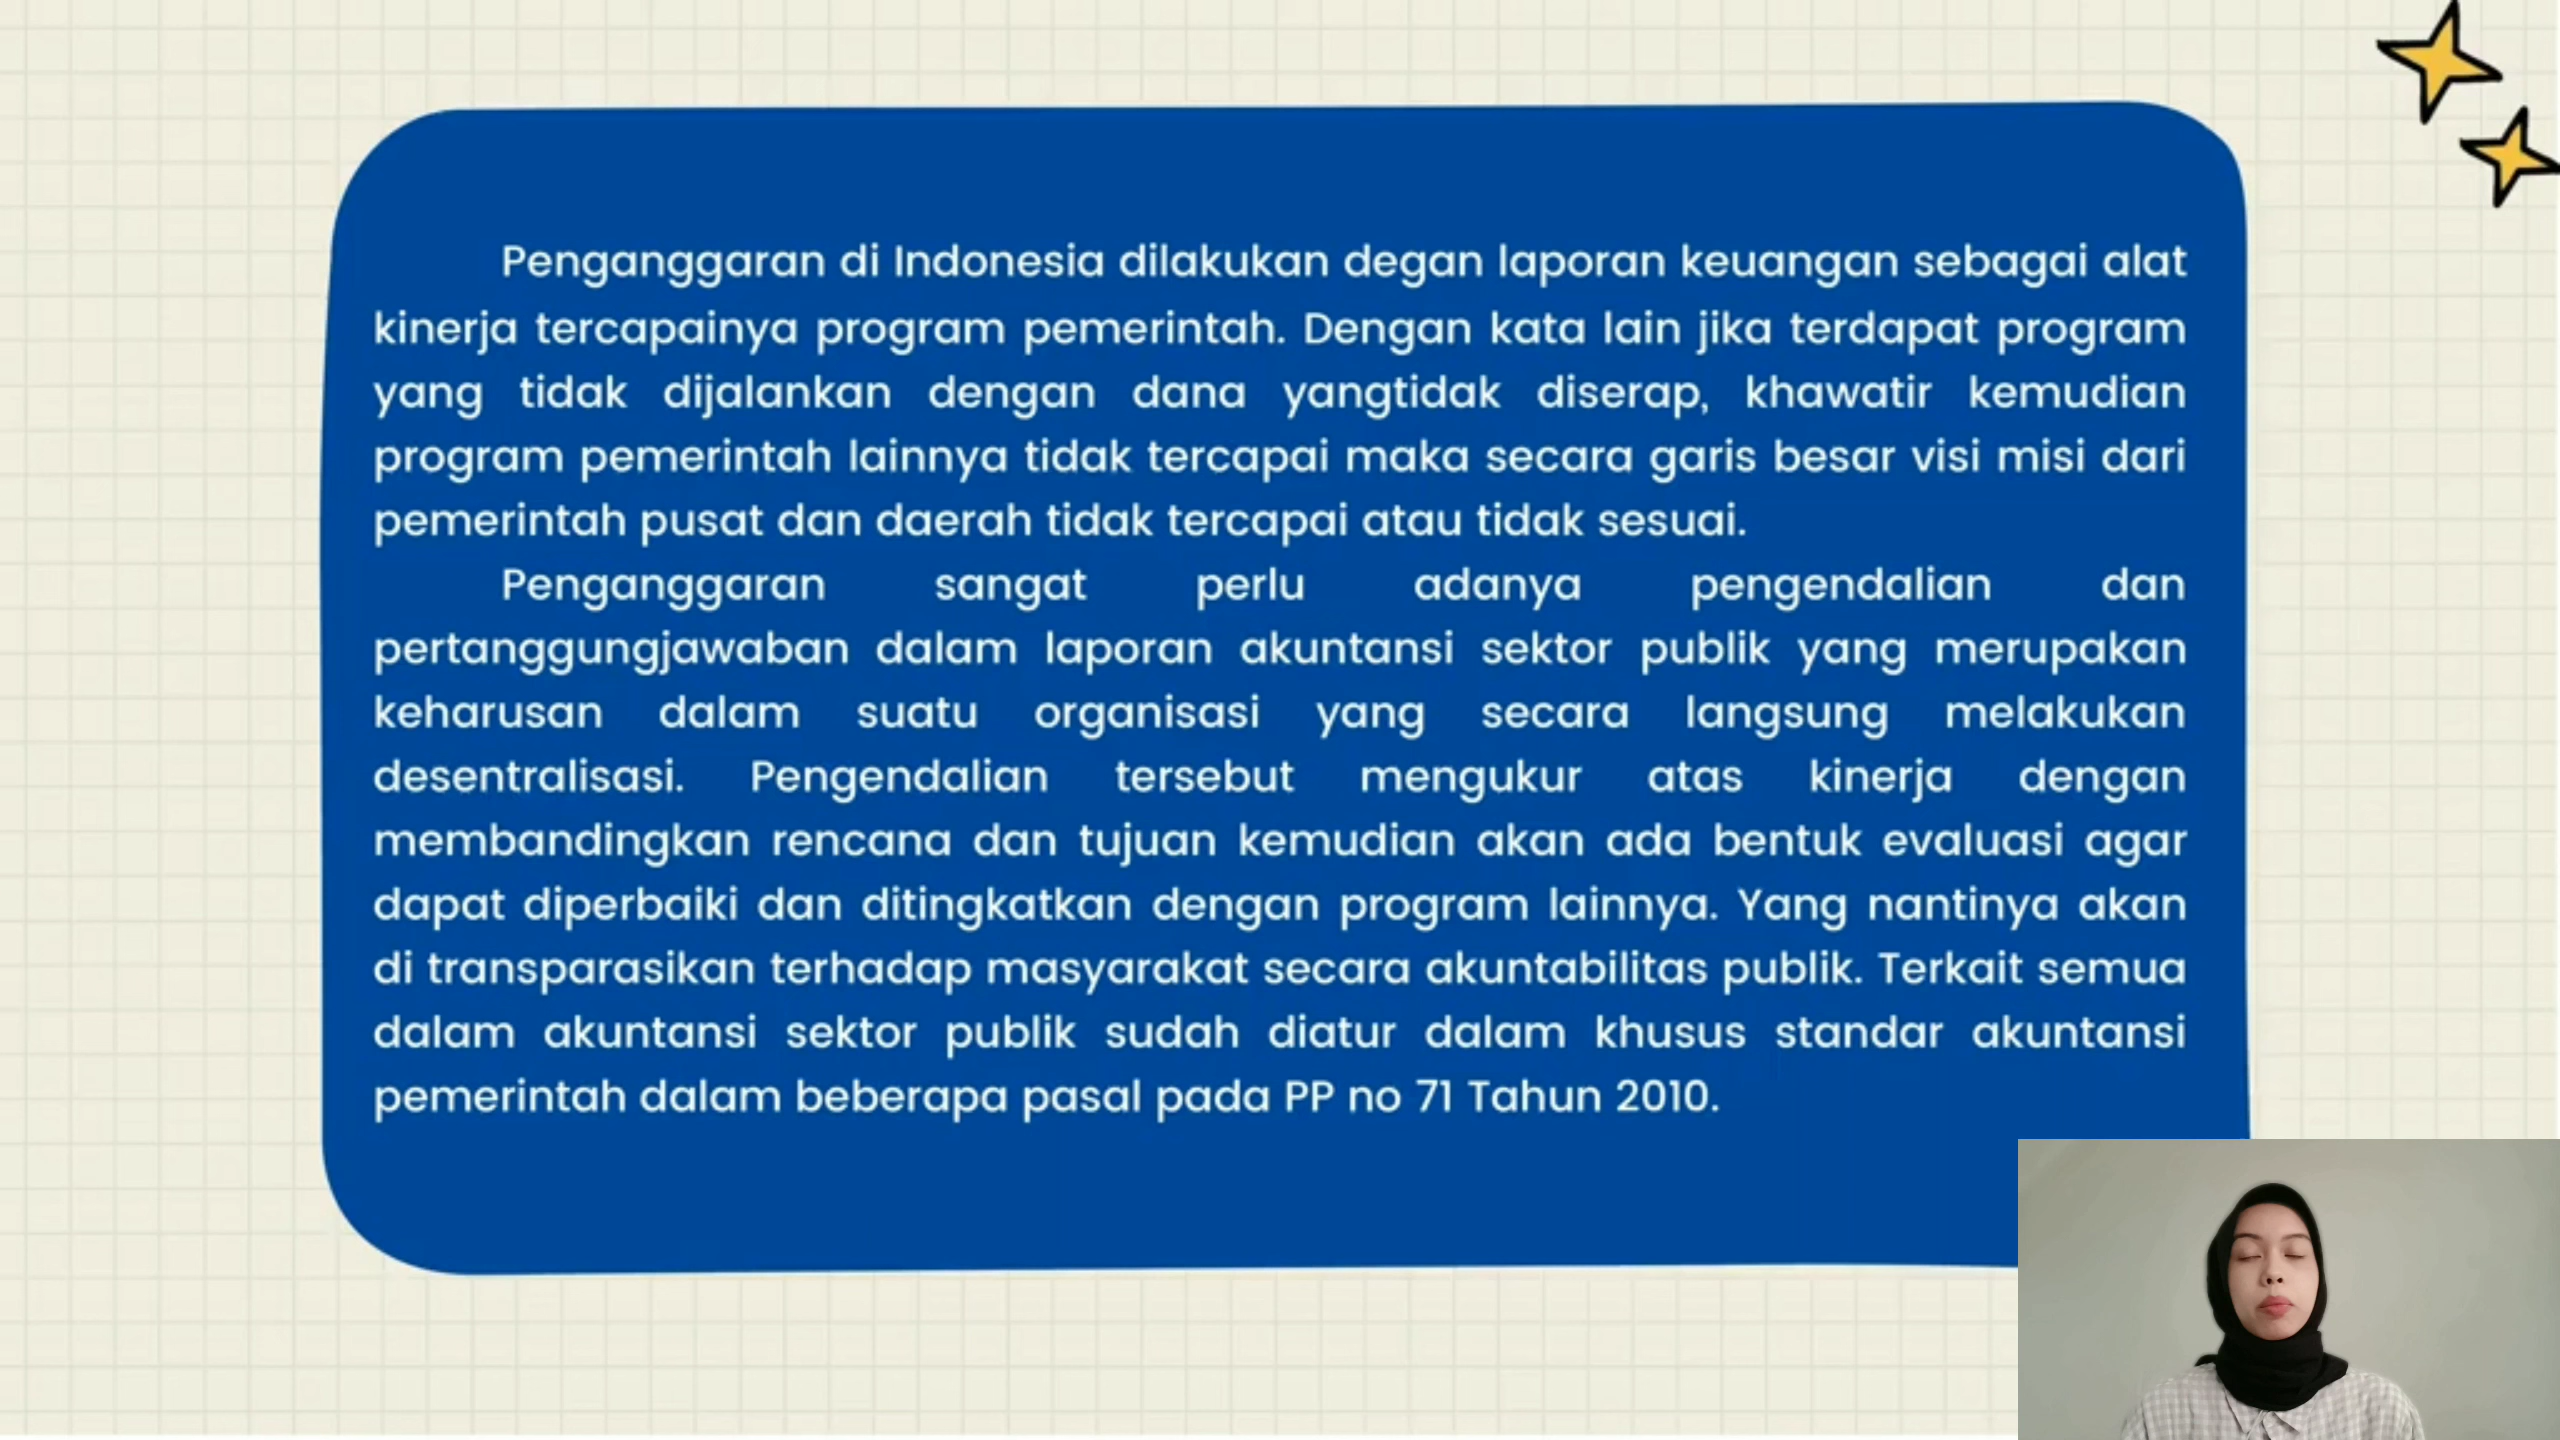 Penganggaran di Indonesia dilakukan degan laporan keuangan sebagai alat
kinerja tercapainya program pemerintah. Dengan kata lain jika terdapat program
yang tidak dijalankan dengan dana yangtidak diserap, khawatir kemudian
program pemerintah lainnya tidak tercapai maka secara garis besar visi misi dari
pemerintah pusat dan daerah tidak tercapai atau tidak sesuai.
Penganggaran sangat perlu adanya pengendalian dan
pertanggungjawaban dalam laporan akuntansi sektor publik yang merupakan
keharusan dalam suatu organisasi yang secara langsung melakukan
desentralisasi. Pengendalian tersebut mengukur atas kinerja dengan
membandingkan rencana dan tujuan kemudian akan ada bentuk evaluasi agar
dapat diperbaiki dan ditingkatkan dengan program lainnya. Yang nantinya akan
di transparasikan terhadap masyarakat secara akuntabilitas publik. Terkait semua
dalam akuntansi sektor publik sudah diatur dalam khusus standar akuntansi
pemerintah dalam beberapa pasal pada PP no 71 Tahun 2010.